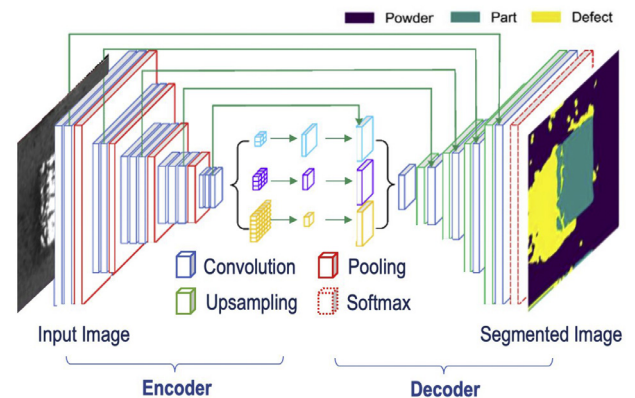 Powder Part Defect
Convolution Pooling
Upsampling Softmax
Input Image Segmented Image
Encoder Decoder